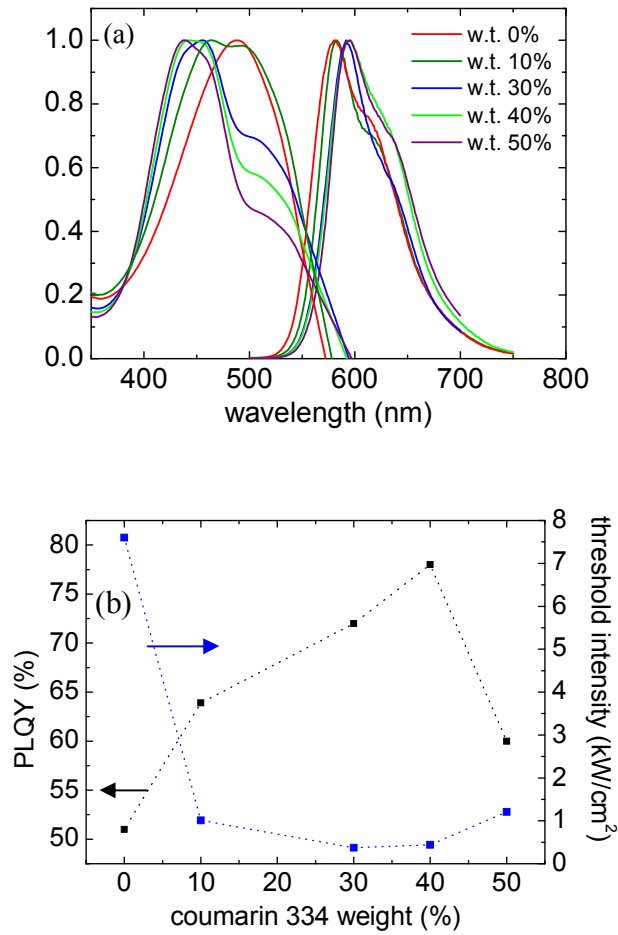 (a)
w.t. 0%
w.t. 10%
w.t. 30%
w.t. 40%
w.t. 50%
1.0
0.8
0.6
0.4
0.2
0.0
400 500 600 700 800
wavelength (nm)
(b)
PLQY (%)
80
75
70
65
60
55
50
8
7
6
5
4
3
2
1
0
threshold intensity (kW/cm²)
0 10 20 30 40 50
coumarin 334 weight (%)